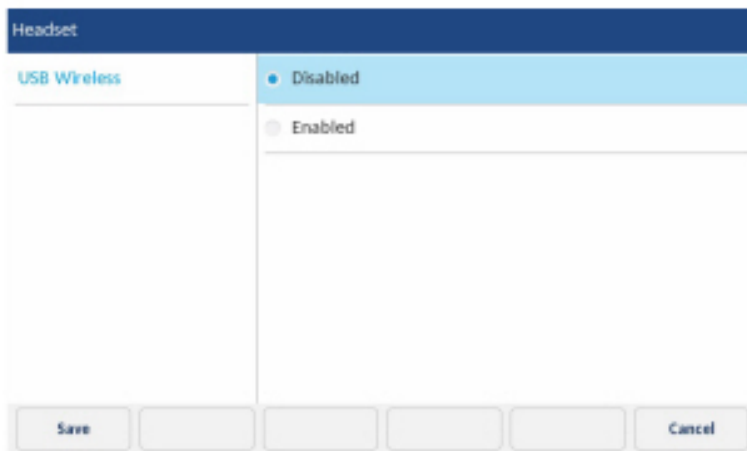 Headset
USB Wireless
Disabled
Enabled
Save
Cancel